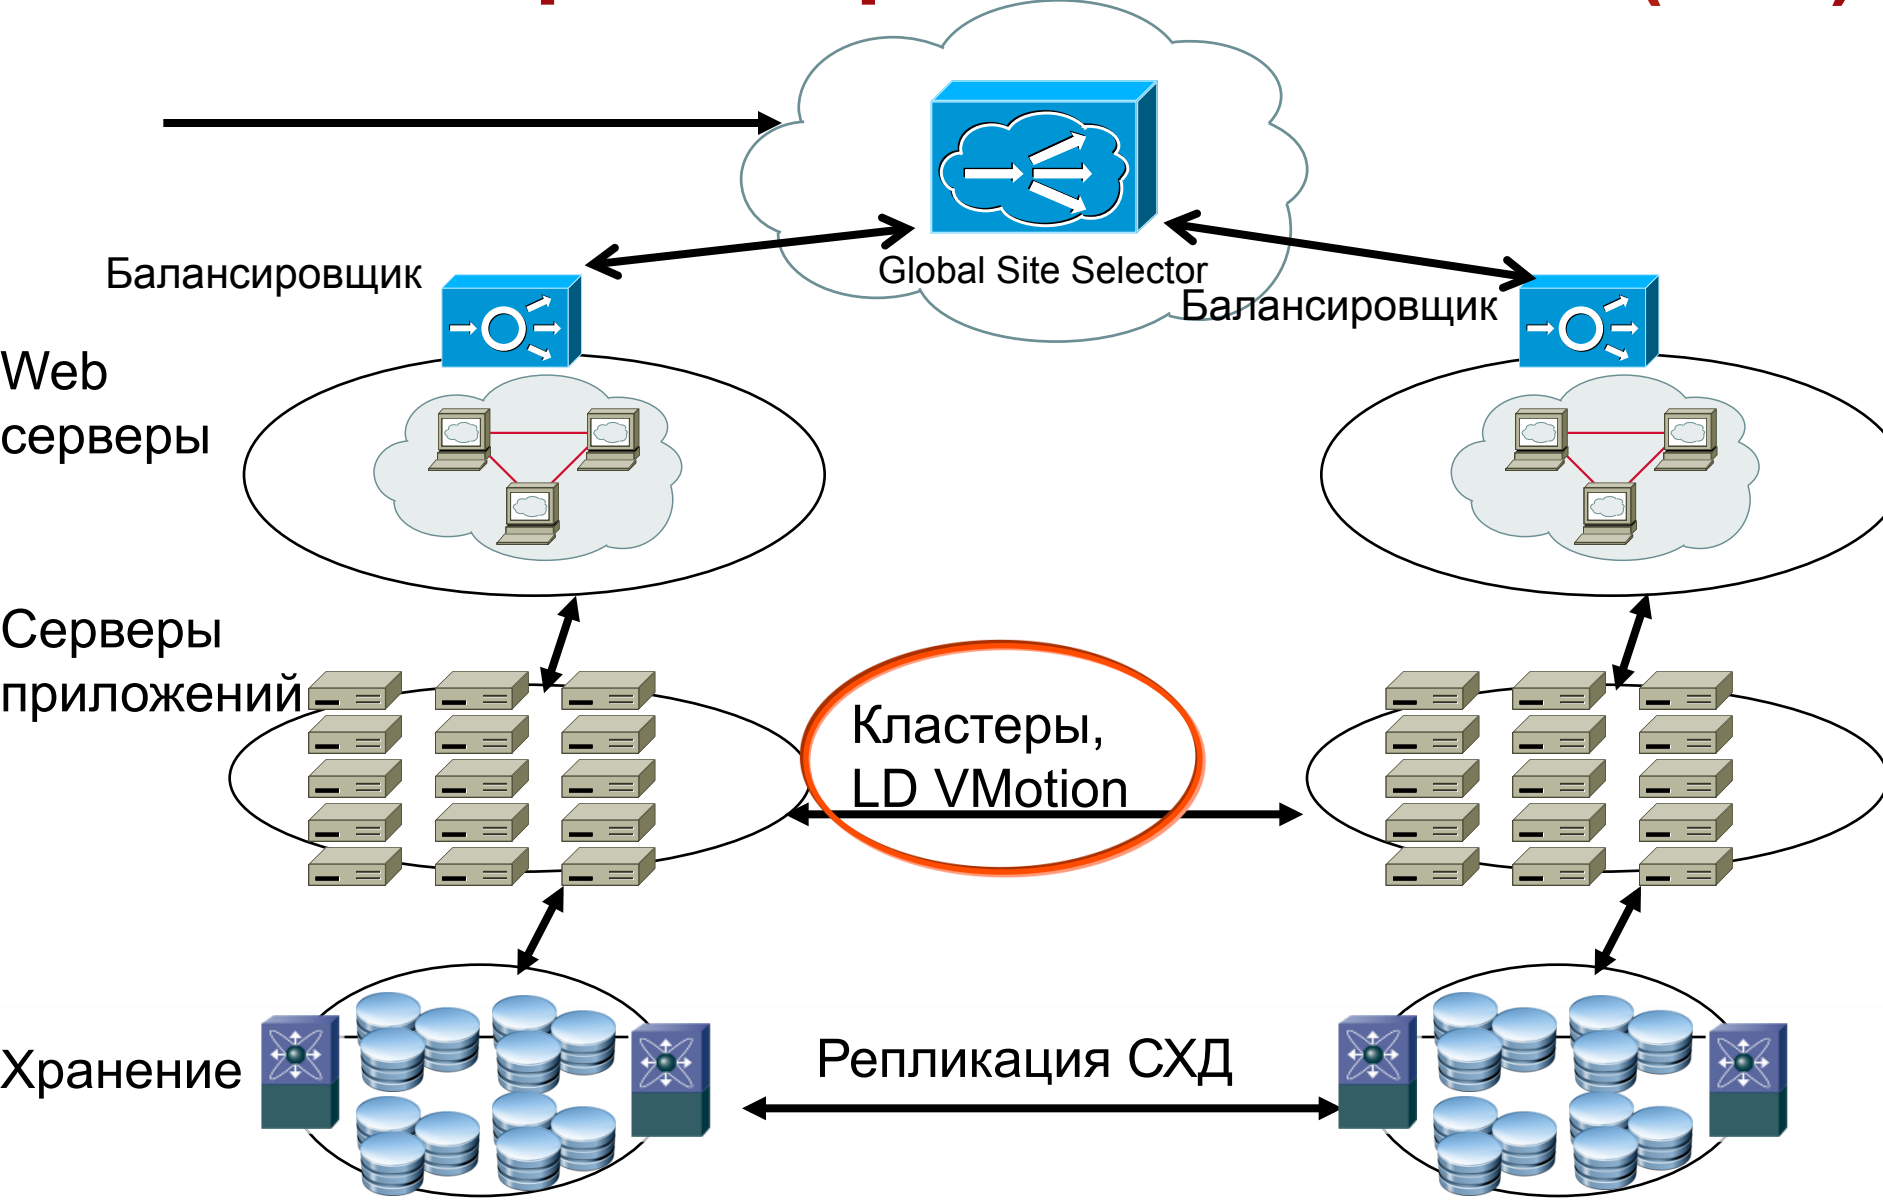 Global Site Selector
Балансировщик
Балансировщик
Web
серверы
Серверы
приложений
Кластеры,
LD VMotion
Хранение
Репликация СХД